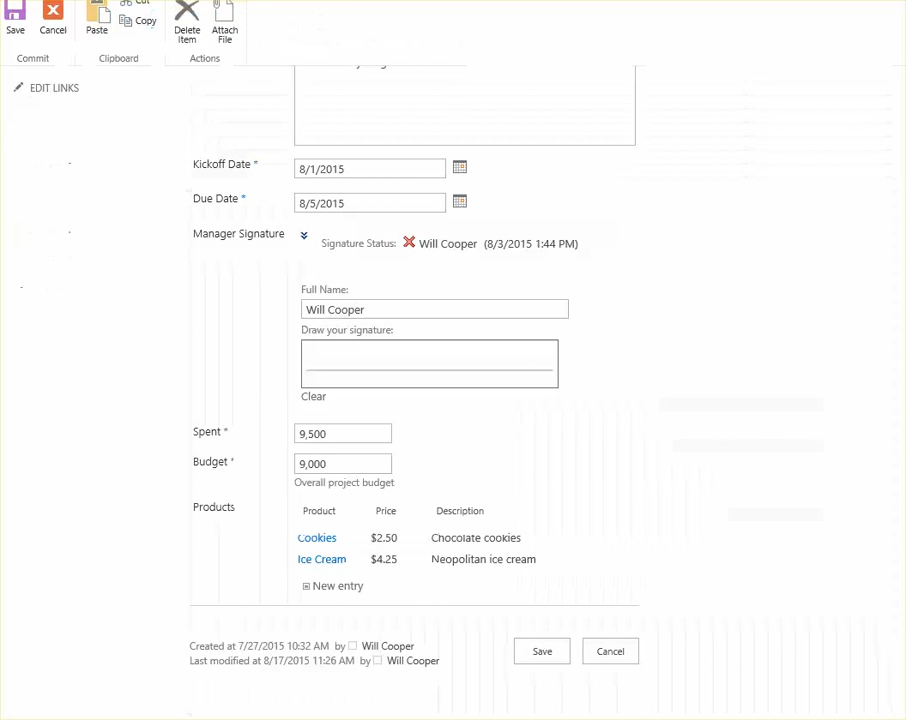 Cut
Copy
Save
Cancel
Paste
Delete
Item
Attach
File
Commit
Clipboard
Actions
EDIT LINKS
Kickoff Date *
8/1/2015
Due Date *
8/5/2015
Manager Signature
Signature Status: Will Cooper (8/3/2015 1:44 PM)
Full Name:
Will Cooper
Draw your signature:
Clear
Spent *
9,500
Budget *
9,000
Overall project budget
Products
Product Price Description
Cookies $2.50 Chocolate cookies
Ice Cream $4.25 Neopolitan ice cream
New entry
Created at 7/27/2015 10:32 AM by Will Cooper
Last modified at 8/17/2015 11:26 AM by Will Cooper
Save
Cancel